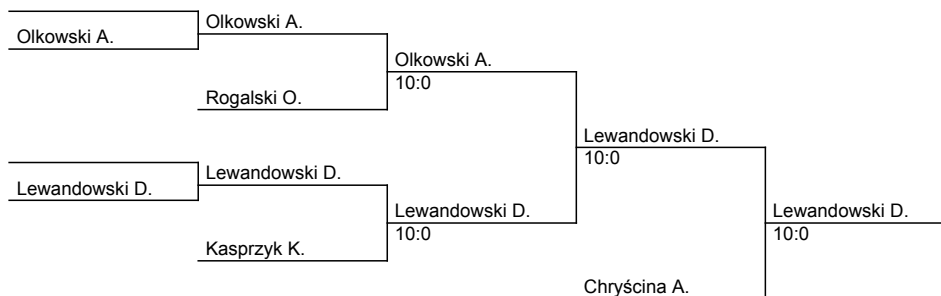 Olkowski A.
Olkowski A.
Olkowski A.
10:0
Rogalski O.
Lewandowski D.
10:0
Lewandowski D.
Lewandowski D.
Lewandowski D.
10:0
Lewandowski D.
10:0
Kasprzyk K.
Chryścina A.